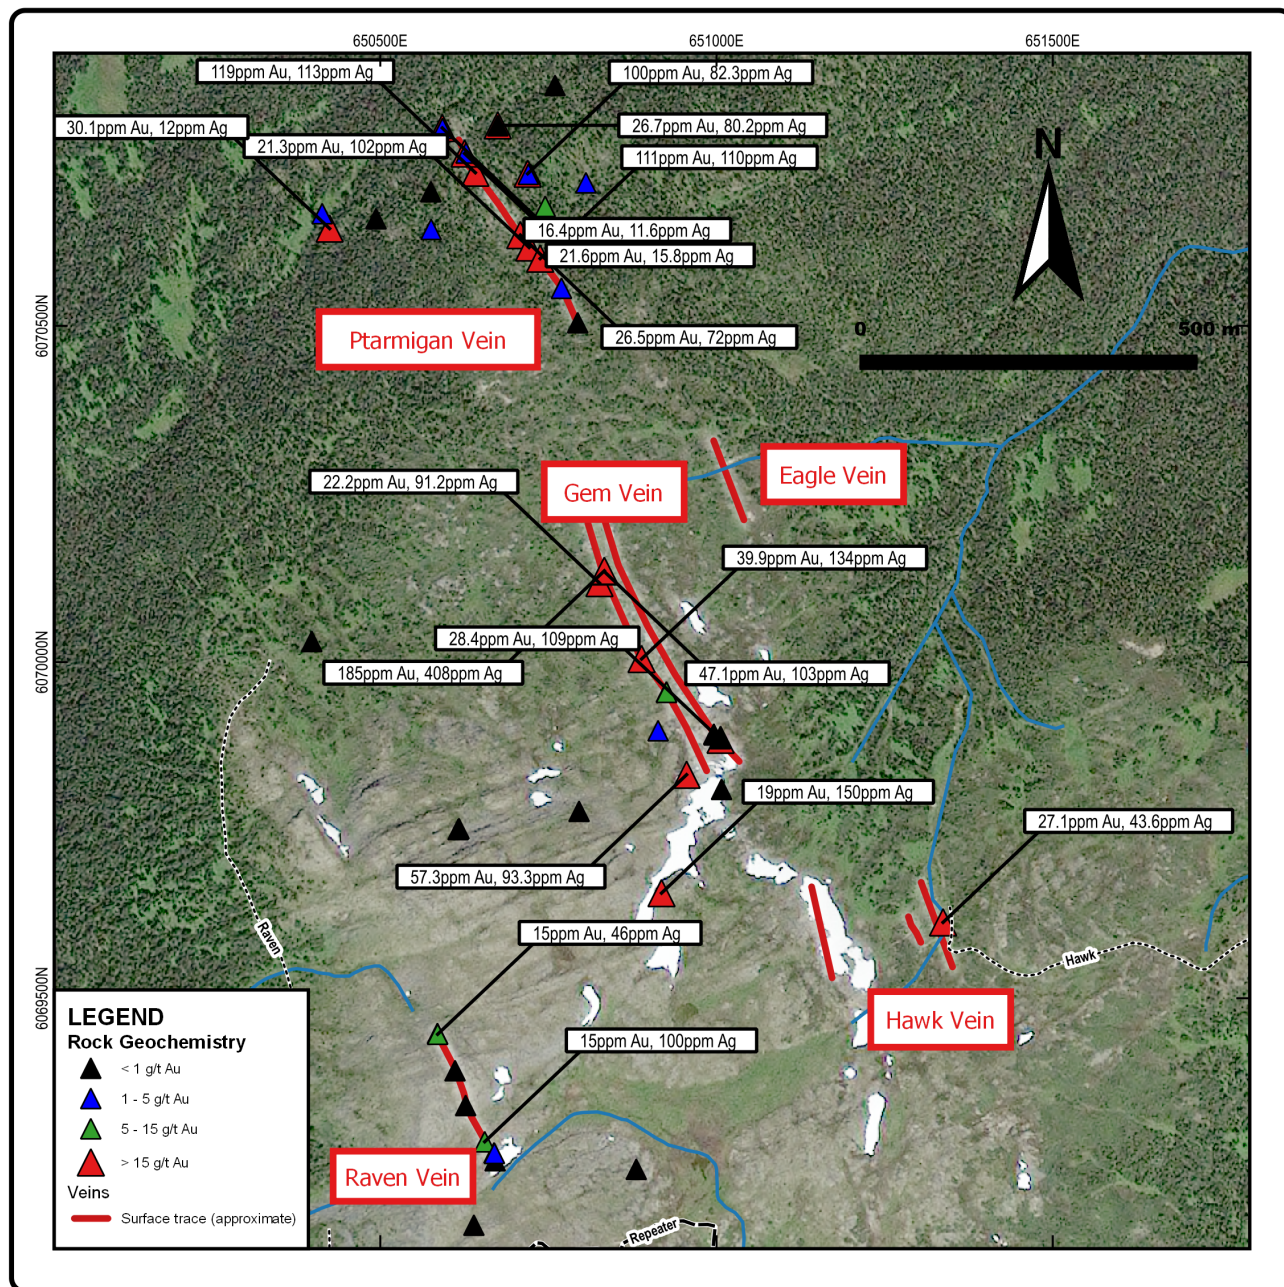 650500E
651000E
651500E
119ppm Au, 113ppm Ag
100ppm Au, 82.3ppm Ag
30.1ppm Au, 12ppm Ag
26.7ppm Au, 80.2ppm Ag
21.3ppm Au, 102ppm Ag
111ppm Au, 110ppm Ag
N
16.4ppm Au, 11.6ppm Ag
21.6ppm Au, 15.8ppm Ag
6070500N
Ptarmigan Vein
26.5ppm Au, 72ppm Ag
0
500 m
22.2ppm Au, 91.2ppm Ag
Gem Vein
Eagle Vein
39.9ppm Au, 134ppm Ag
28.4ppm Au, 109ppm Ag
6070000N
185ppm Au, 408ppm Ag
47.1ppm Au, 103ppm Ag
19ppm Au, 150ppm Ag
27.1ppm Au, 43.6ppm Ag
57.3ppm Au, 93.3ppm Ag
15ppm Au, 46ppm Ag
Raven
Hawk
6069500N
Hawk Vein
15ppm Au, 100ppm Ag
LEGEND
Rock Geochemistry
< 1 g/t Au
1 - 5 g/t Au
5 - 15 g/t Au
> 15 g/t Au
Veins
Surface trace (approximate)
Raven Vein
Repeater